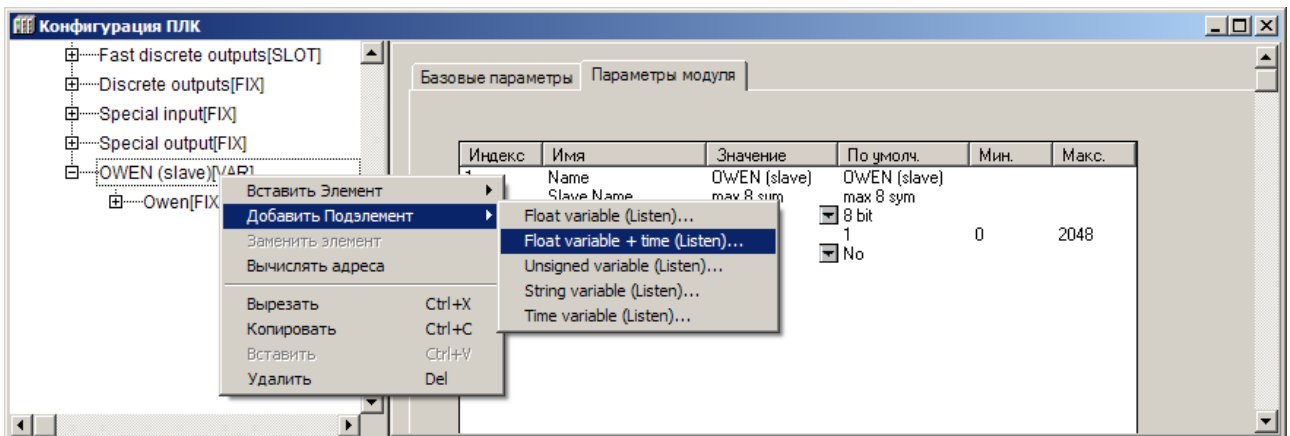 Конфигурация ПЛК
Fast discrete outputs[SLOT]
Discrete outputs[FIX]
Special input[FIX]
Special output[FIX]
OWEN (slave)[VAR]
Owen[FIX
Базовые параметры Параметры модуля
Индекс Имя Значение По умолч. Мин. Макс.
1 Name OWEN (slave) OWEN (slave)
Slave Name max 8 sym max 8 sym
8 bit
1 0 2048
No
Вставить Элемент
Добавить Подэлемент
Заменить элемент
Вычислять адреса
Вырезать Ctrl+X
Копировать Ctrl+C
Вставить Ctrl+V
Удалить Del
Float variable (Listen)...
Float variable + time (Listen)...
Unsigned variable (Listen)...
String variable (Listen)...
Time variable (Listen)...